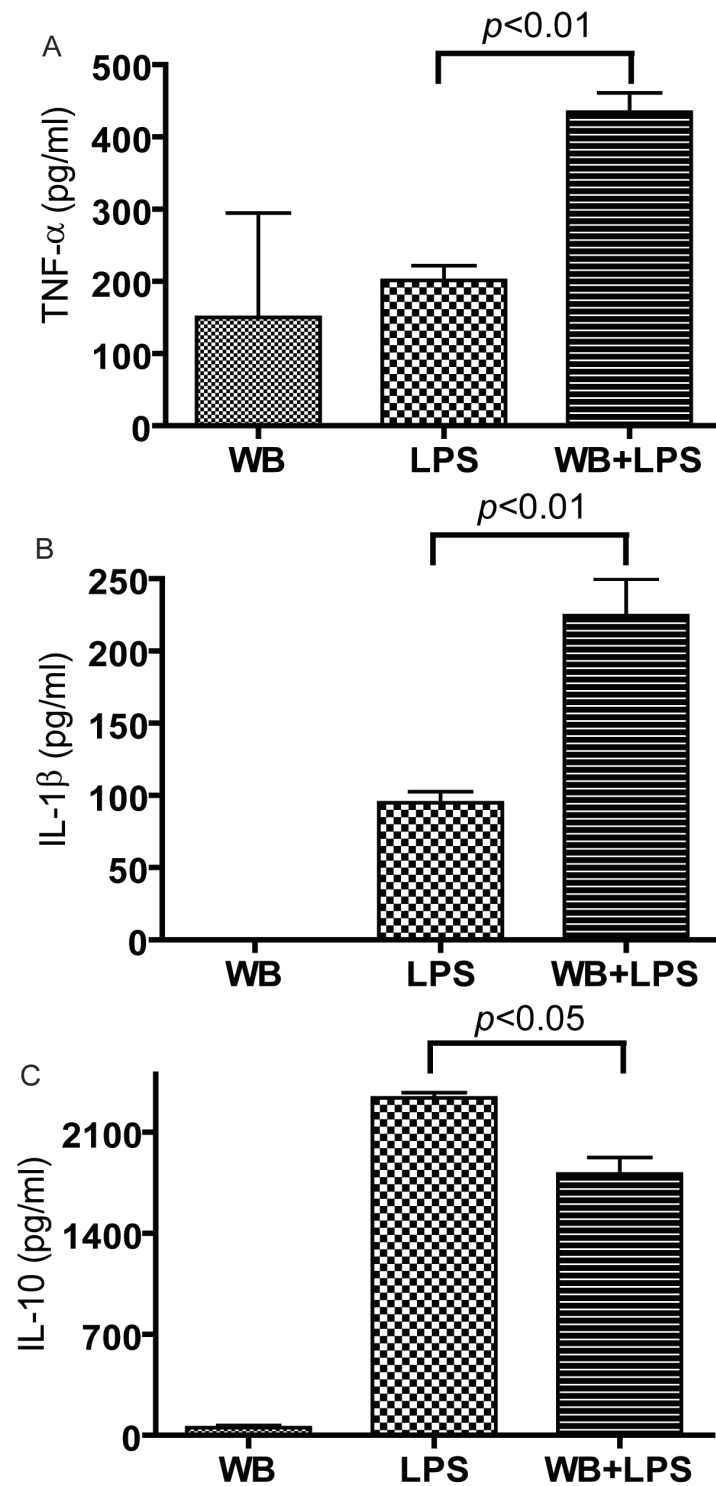 A
p<0.01
TNF-α (pg/ml)
500
400
300
200
100
0
WB LPS WB+LPS
B
p<0.01
IL-1β (pg/ml)
250
200
150
100
50
0
WB LPS WB+LPS
C
p<0.05
IL-10 (pg/ml)
2100
1400
700
0
WB LPS WB+LPS